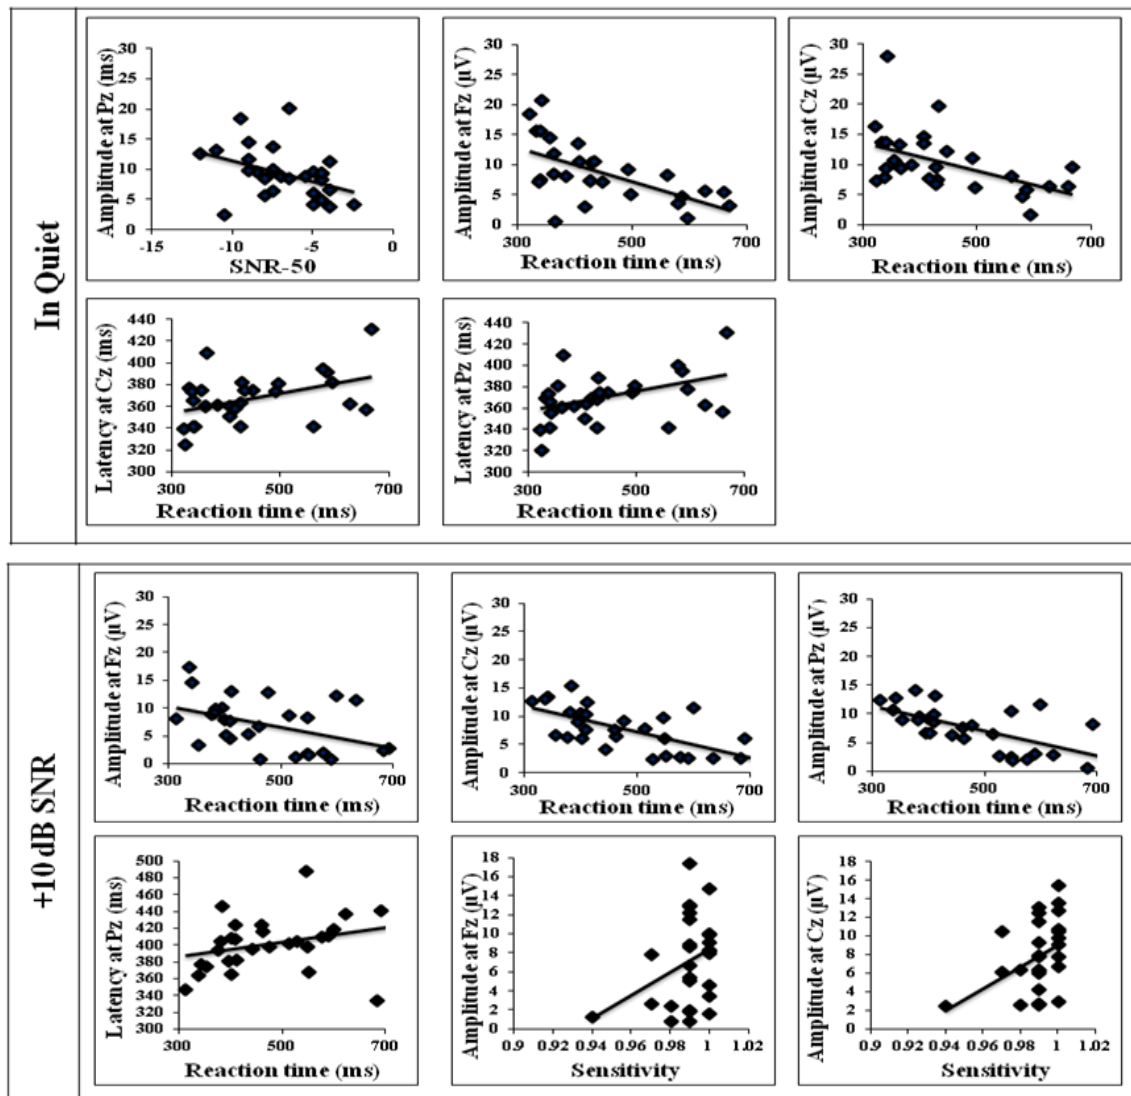 In Quiet
Amplitude at Pz (ms)
30
25
20
15
10
5
0
-15 -10 -5 0
SNR-50
Amplitude at Fz (µV)
30
25
20
15
10
5
0
300 500 700
Reaction time (ms)
Amplitude at Cz (µV)
30
25
20
15
10
5
0
300 500 700
Reaction time (ms)
Latency at Cz (ms)
440
420
400
380
360
340
320
300
300 500 700
Reaction time (ms)
Latency at Pz (ms)
440
420
400
380
360
340
320
300
300 500 700
Reaction time (ms)
+10 dB SNR
Amplitude at Fz (µV)
30
25
20
15
10
5
0
300 500 700
Reaction time (ms)
Amplitude at Cz (µV)
30
25
20
15
10
5
0
300 500 700
Reaction time (ms)
Amplitude at Pz (µV)
30
25
20
15
10
5
0
300 500 700
Reaction time (ms)
Latency at Pz (ms)
500
480
460
440
420
400
380
360
340
320
300
300 500 700
Reaction time (ms)
Amplitude at Fz (µV)
18
16
14
12
10
8
6
4
2
0
0.9 0.92 0.94 0.96 0.98 1 1.02
Sensitivity
Amplitude at Cz (µV)
18
16
14
12
10
8
6
4
2
0
0.9 0.92 0.94 0.96 0.98 1 1.02
Sensitivity